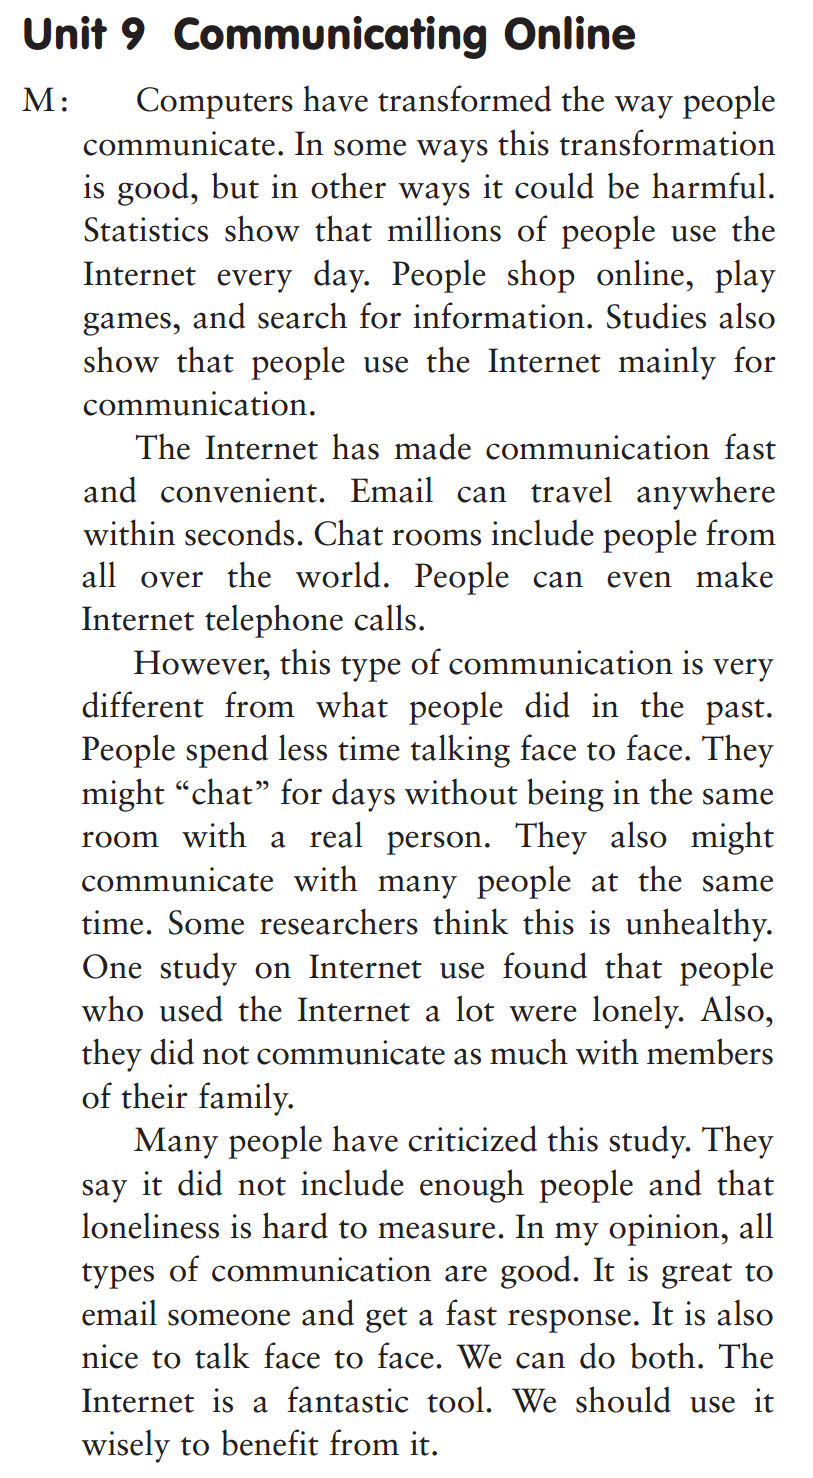 Unit 9 Communicating Online
M: Computers have transformed the way people
communicate. In some ways this transformation
is good, but in other ways it could be harmful.
Statistics show that millions of people use the
Internet every day. People shop online, play
games, and search for information. Studies also
show that people use the Internet mainly for
communication.
The Internet has made communication fast
and convenient. Email can travel anywhere
within seconds. Chat rooms include people from
all over the world. People can even make
Internet telephone calls.
However, this type of communication is very
different from what people did in the past.
People spend less time talking face to face. They
might “chat” for days without being in the same
room with a real person. They also might
communicate with many people at the same
time. Some researchers think this is unhealthy.
One study on Internet use found that people
who used the Internet a lot were lonely. Also,
they did not communicate as much with members
of their family.
Many people have criticized this study. They
say it did not include enough people and that
loneliness is hard to measure. In my opinion, all
types of communication are good. It is great to
email someone and get a fast response. It is also
nice to talk face to face. We can do both. The
Internet is a fantastic tool. We should use it
wisely to benefit from it.